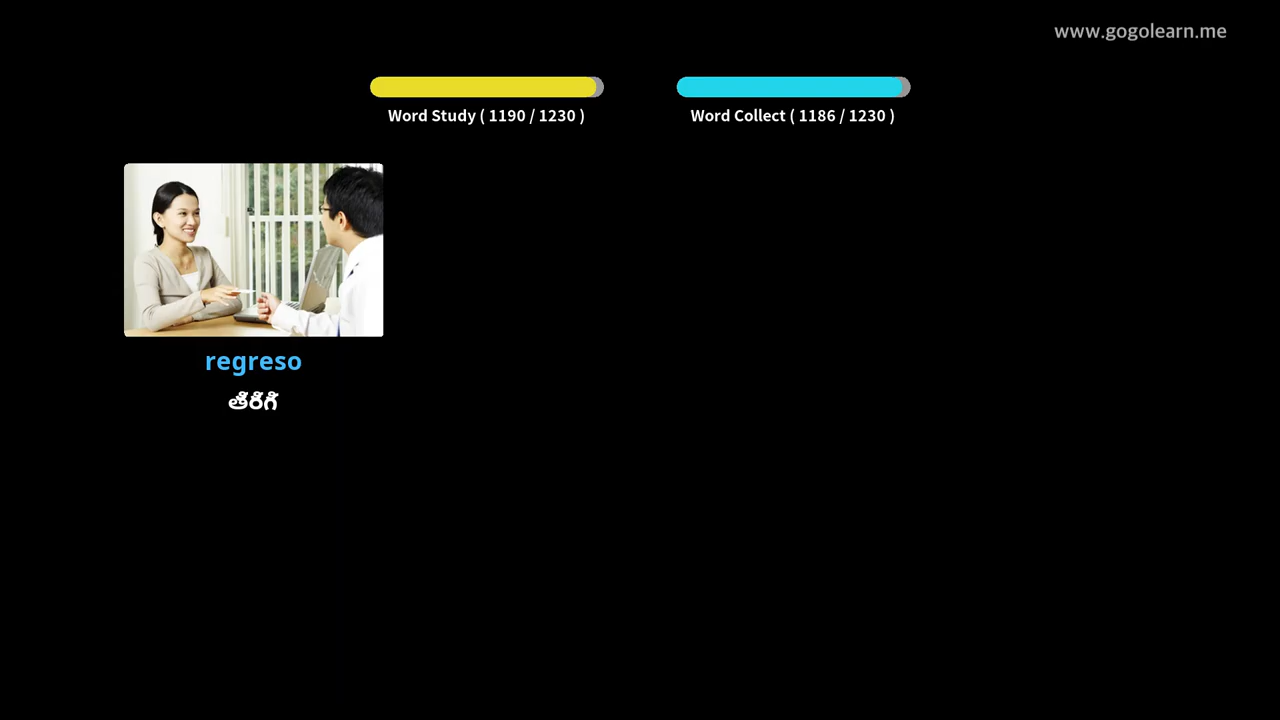 www.gogolearn.me
Word Study ( 1190 / 1230 )
Word Collect ( 1186 / 1230 )
regreso
తిరిగి